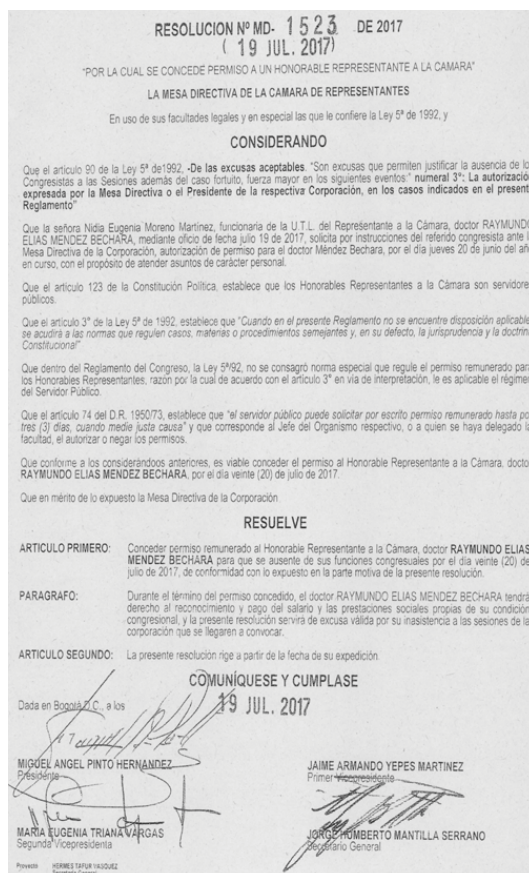 RESOLUCION Nº MD- 1523 DE 2017
( 19 JUL. 2017)
"POR LA CUAL SE CONCEDE PERMISO A UN HONORABLE REPRESENTANTE A LA CAMARA"
LA MESA DIRECTIVA DE LA CAMARA DE REPRESENTANTES
En uso de sus facultades legales y en especial las que le confiere la Ley 5ª de 1992, y
CONSIDERANDO
Que el artículo 90 de la Ley 5ª de1992, -De las excusas aceptables. "Son excusas que permiten justificar la ausencia de lo
Congresistas a las Sesiones además del caso fortuito, fuerza mayor en los siguientes eventos:" numeral 3°: La autorizació
expresada por la Mesa Directiva o el Presidente de la respectiva Corporación, en los casos indicados en el present
Reglamento"
Que la señora Nidia Eugenia Moreno Martinez, funcionaria de la U.T.L. del Representante a la Cámara, doctor RAYMUNDO
ELIAS MENDEZ BECHARA, mediante oficio de fecha julio 19 de 2017, solicita por instrucciones del referido congresista ante l
Mesa Directiva de la Corporación, autorización de permiso para el doctor Méndez Bechara, por el día jueves 20 de junio del añ
en curso, con el propósito de atender asuntos de carácter personal.
Que el artículo 123 de la Constitución Política, establece que los Honorables Representantes a la Cámara son servidore
públicos.
Que el artículo 3° de la Ley 5ª de 1992, establece que "Cuando en el presente Reglamento no se encuentre disposición aplicable
se acudirá a las normas que regulen casos, materias o procedimientos semejantes y, en su defecto, la jurisprudencia y la doctrin
Constitucional"
Que dentro del Reglamento del Congreso, la Ley 5ª/92, no se consagró norma especial que regule el permiso remunerado par
los Honorables Representantes, razón por la cual de acuerdo con el artículo 3° en vía de interpretación, le es aplicable el régimen
del Servidor Público.
Que el artículo 74 del D.R. 1950/73, establece que "el servidor público puede solicitar por escrito permiso remunerado hasta po
tres (3) días, cuando medie justa causa" y que corresponde al Jefe del Organismo respectivo, o a quien se haya delegado l
facultad, el autorizar o negar los permisos.
Que conforme a los considerándoos anteriores, es viable conceder el permiso al Honorable Representante a la Cámara, docto
RAYMUNDO ELIAS MENDEZ BECHARA, por el día veinte (20) de julio de 2017.
Que en mérito de lo expuesto la Mesa Directiva de la Corporación
RESUELVE
ARTICULO PRIMERO: Conceder permiso remunerado al Honorable Representante a la Cámara, doctor RAYMUNDO ELIAS
MENDEZ BECHARA para que se ausente de sus funciones congresuales por el día veinte (20) de
julio de 2017, de conformidad con lo expuesto en la parte motiva de la presente resolución.
PARAGRAFO: Durante el término del permiso concedido, el doctor RAYMUNDO ELIAS MENDEZ BECHARA tendrá
derecho al reconocimiento y pago del salario y las prestaciones sociales propias de su condición
congresional, y la presente resolución servirá de excusa válida por su inasistencia a las sesiones de la
corporación que se llegaren a convocar.
ARTICULO SEGUNDO: La presente resolución rige a partir de la fecha de su expedición
COMUNÍQUESE Y CUMPLASE
Dada en Bogotá D.C., a los 19 JUL. 2017
MIGUEL ANGEL PINTO HERNANDEZ
Presidente
JAIME ARMANDO YEPES MARTINEZ
Primer Vicepresidente
MARIA EUGENIA TRIANA VARGAS
Segunda Vicepresidenta
JORGE HUMBERTO MANTILLA SERRANO
Secretario General
Proyectó HERMES TAFUR VASQUEZ
Secretaría General